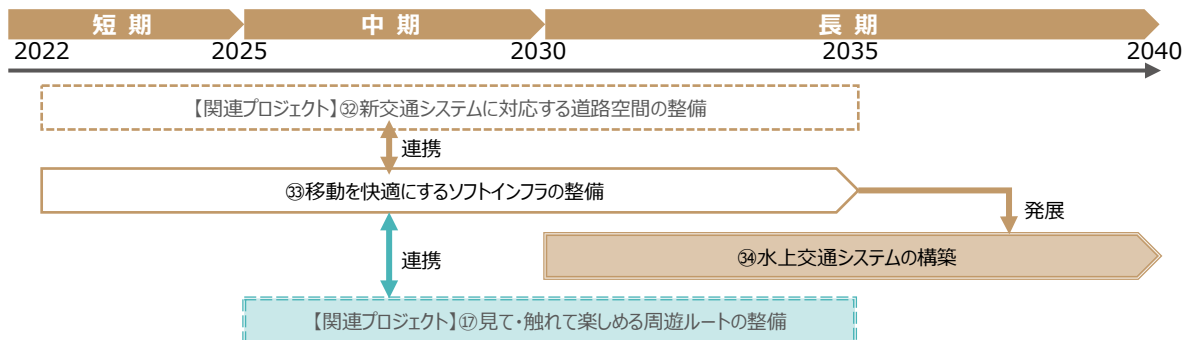 短 期
中 期
長 期
2022
2025
2030
2035
2040
【関連プロジェクト】㉜新交通システムに対応する道路空間の整備
連携
㉝移動を快適にするソフトインフラの整備
発展
連携
㉞水上交通システムの構築
【関連プロジェクト】⑰見て・触れて楽しめる周遊ルートの整備